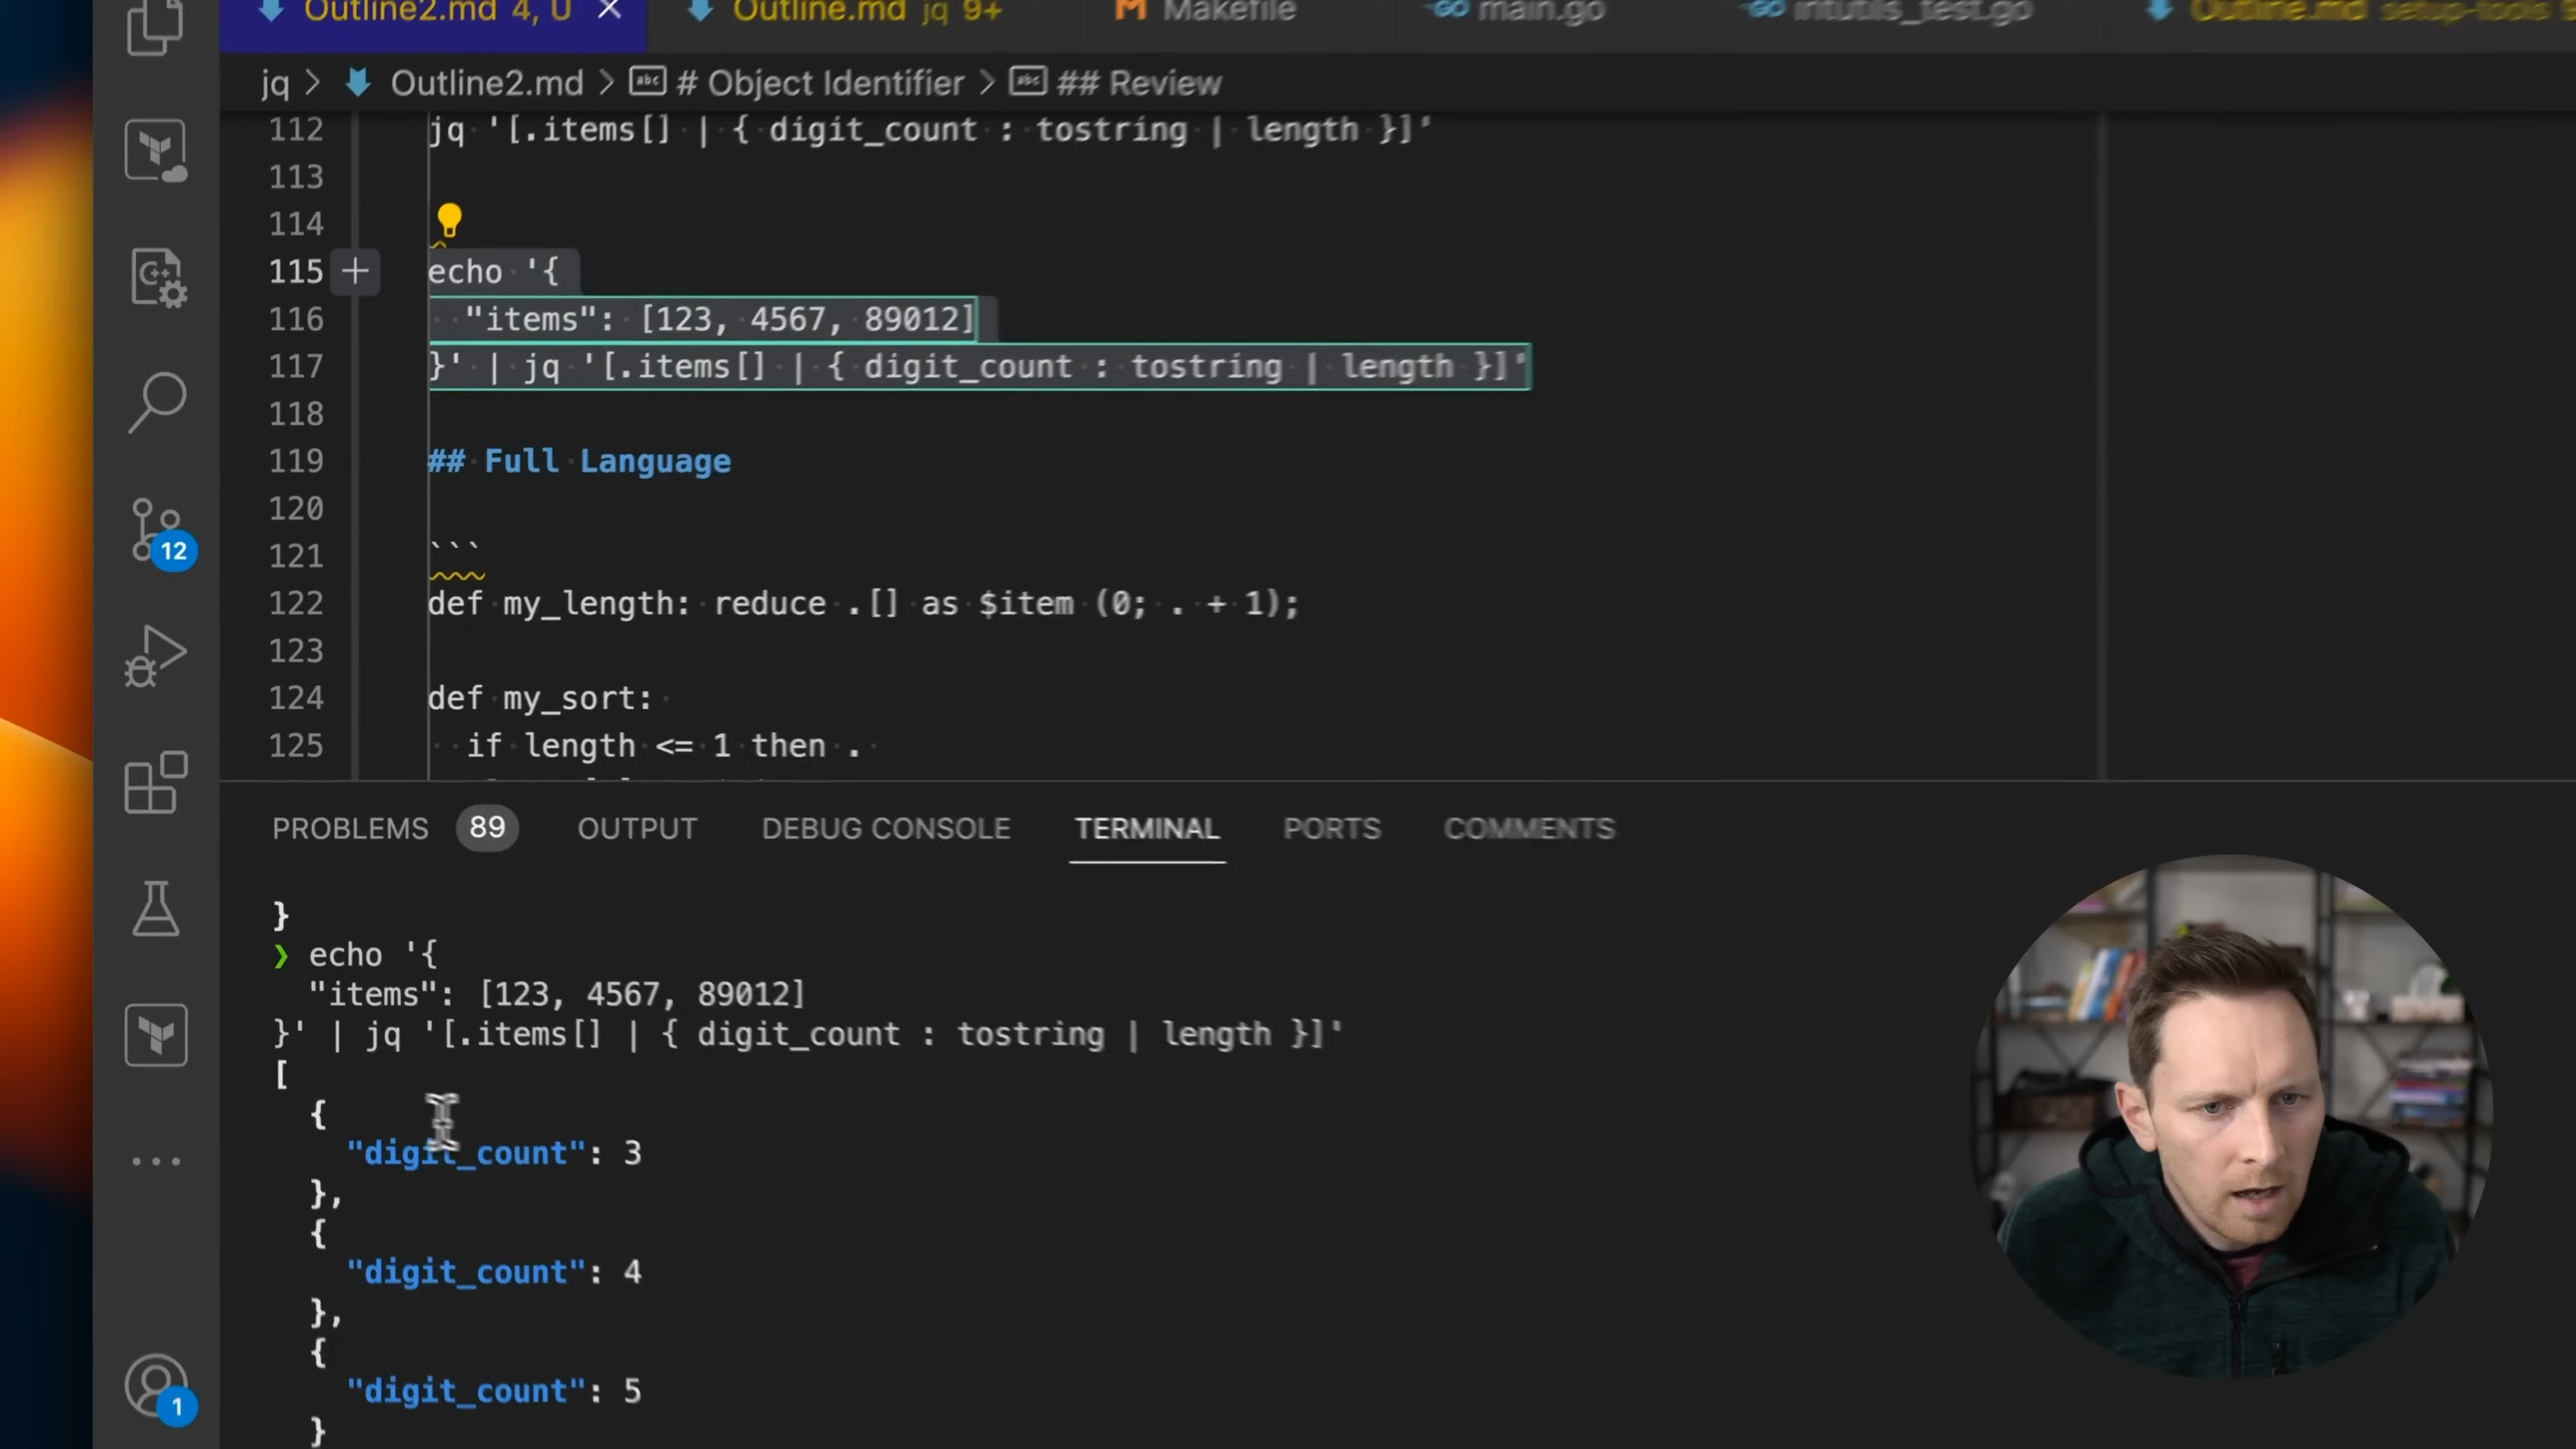 Outline2.md 4, U
Outline.md jq 9+
Makefile
main.go
intutils_test.go
Outline.md setup-tools
jq > Outline2.md > # Object Identifier > ## Review
112 jq '[.items[] | { digit_count : tostring | length }]'
113
114
115 echo '{
116 "items": [123, 4567, 89012]
117 }' | jq '[.items[] | { digit_count : tostring | length }]'
118
119 ## Full Language
120
121 ```
122 def my_length: reduce .[] as $item (0; . + 1);
123
124 def my_sort:
125 if length <= 1 then .
12
PROBLEMS 89 OUTPUT DEBUG CONSOLE TERMINAL PORTS COMMENTS
}
❯ echo '{
"items": [123, 4567, 89012]
}' | jq '[.items[] | { digit_count : tostring | length }]'
[
{
"digit_count": 3
},
{
"digit_count": 4
},
{
"digit_count": 5
}
1